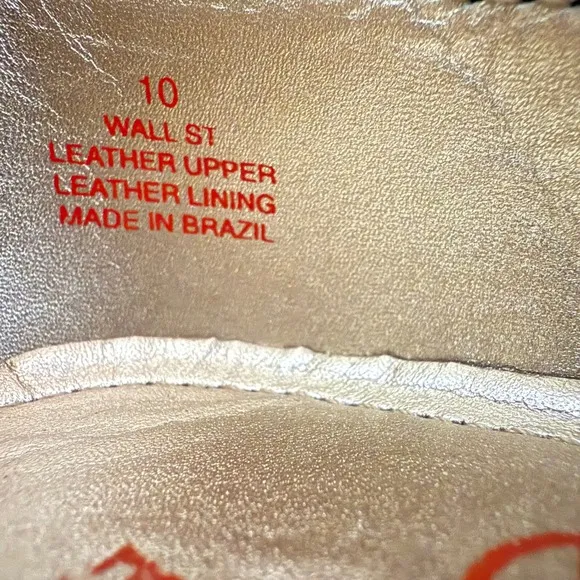 10
WALL ST
LEATHER UPPER
LEATHER LINING
MADE IN BRAZIL